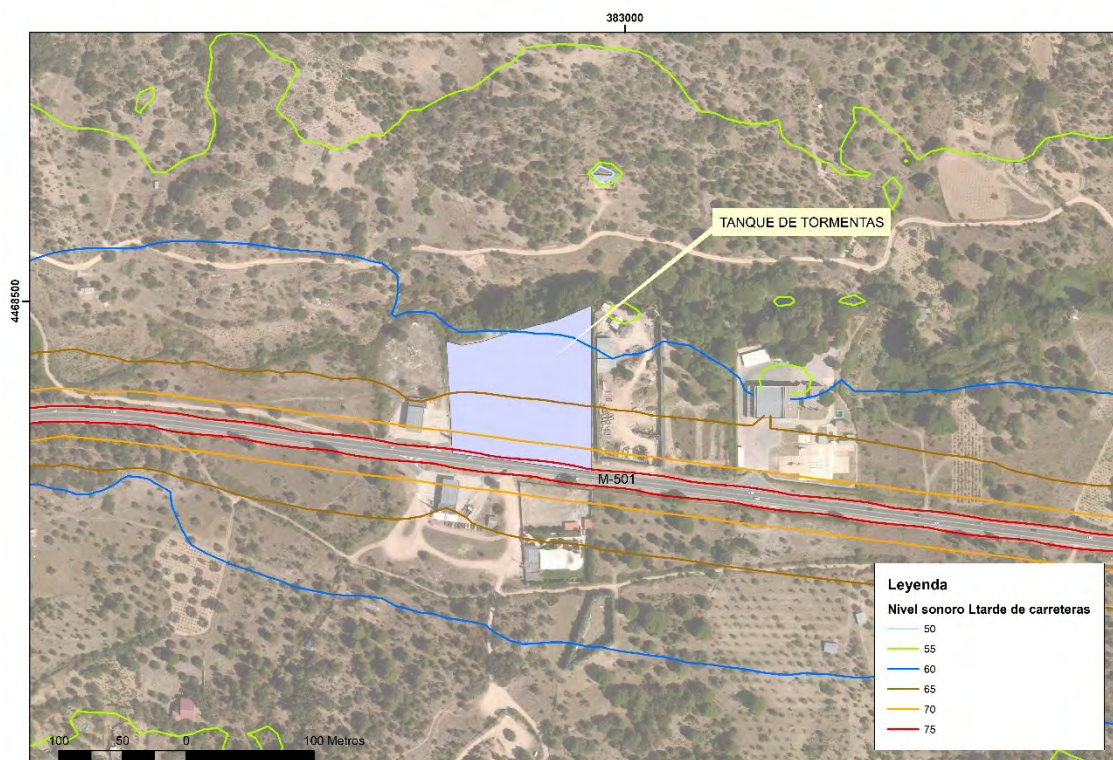 383000
4468500
TANQUE DE TORMENTAS
M-501
Leyenda
Nivel sonoro Ltarde de carreteras
50
55
60
65
70
75
100 50 0 100 Metros